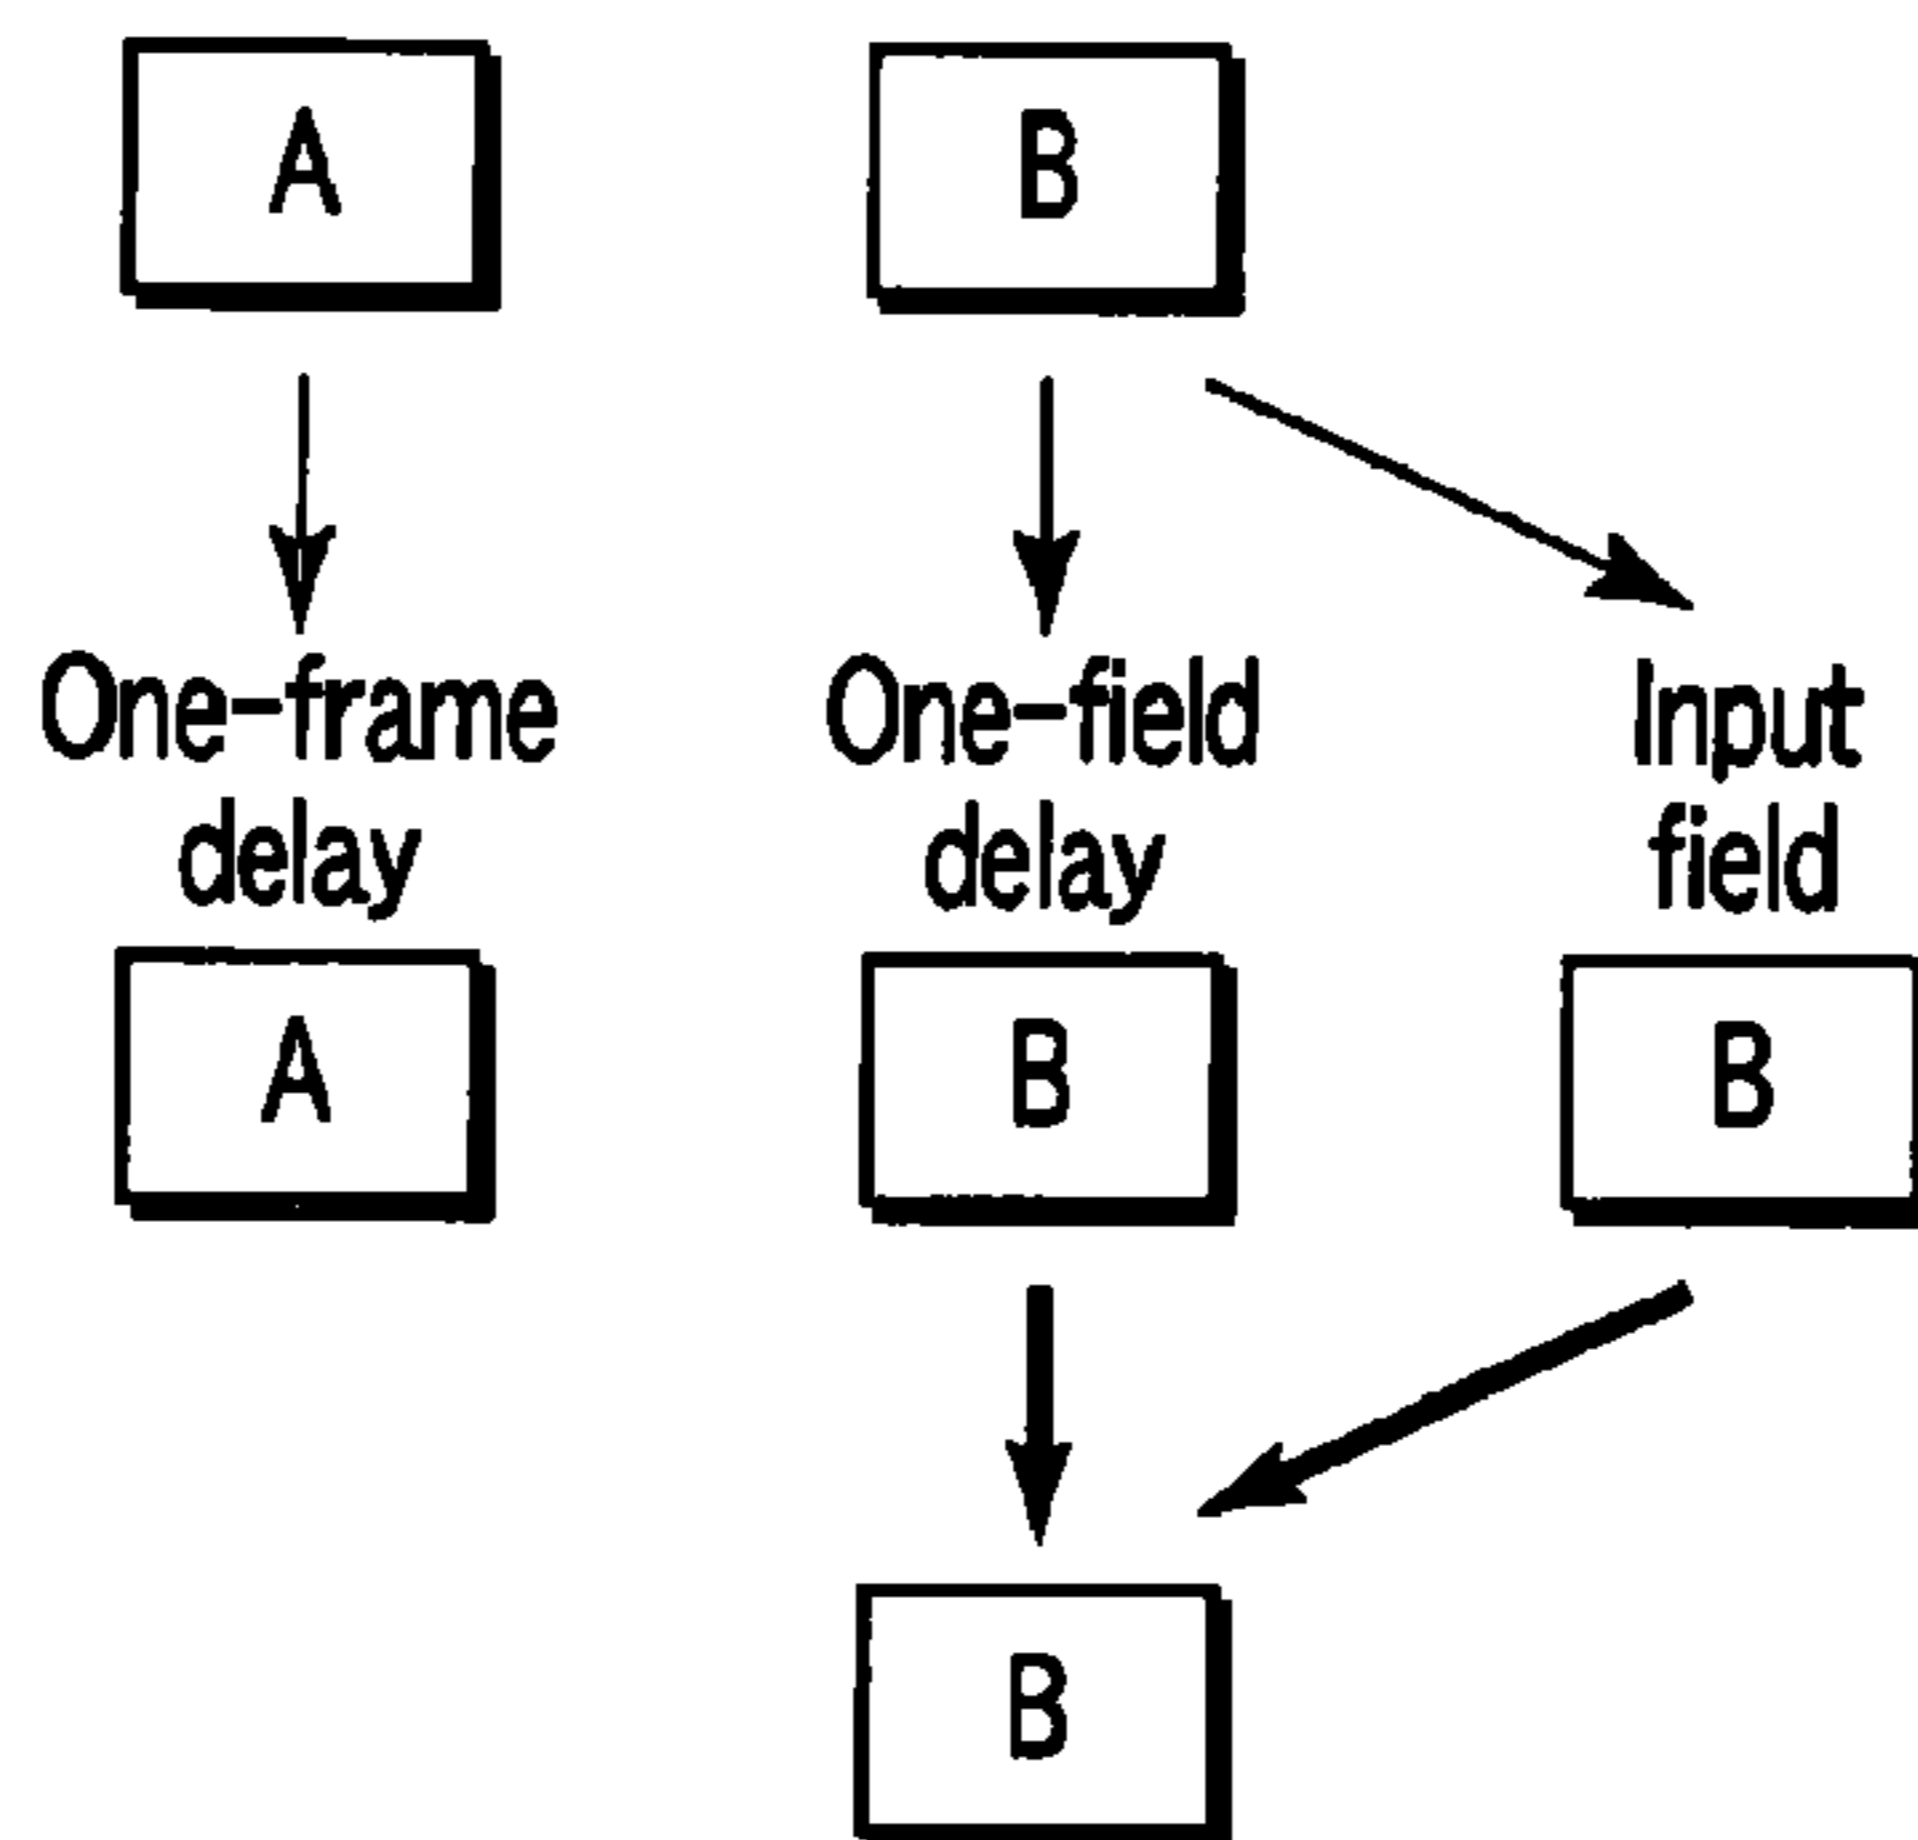 A B
One-frame One-field Input
delay delay field
A B B
B